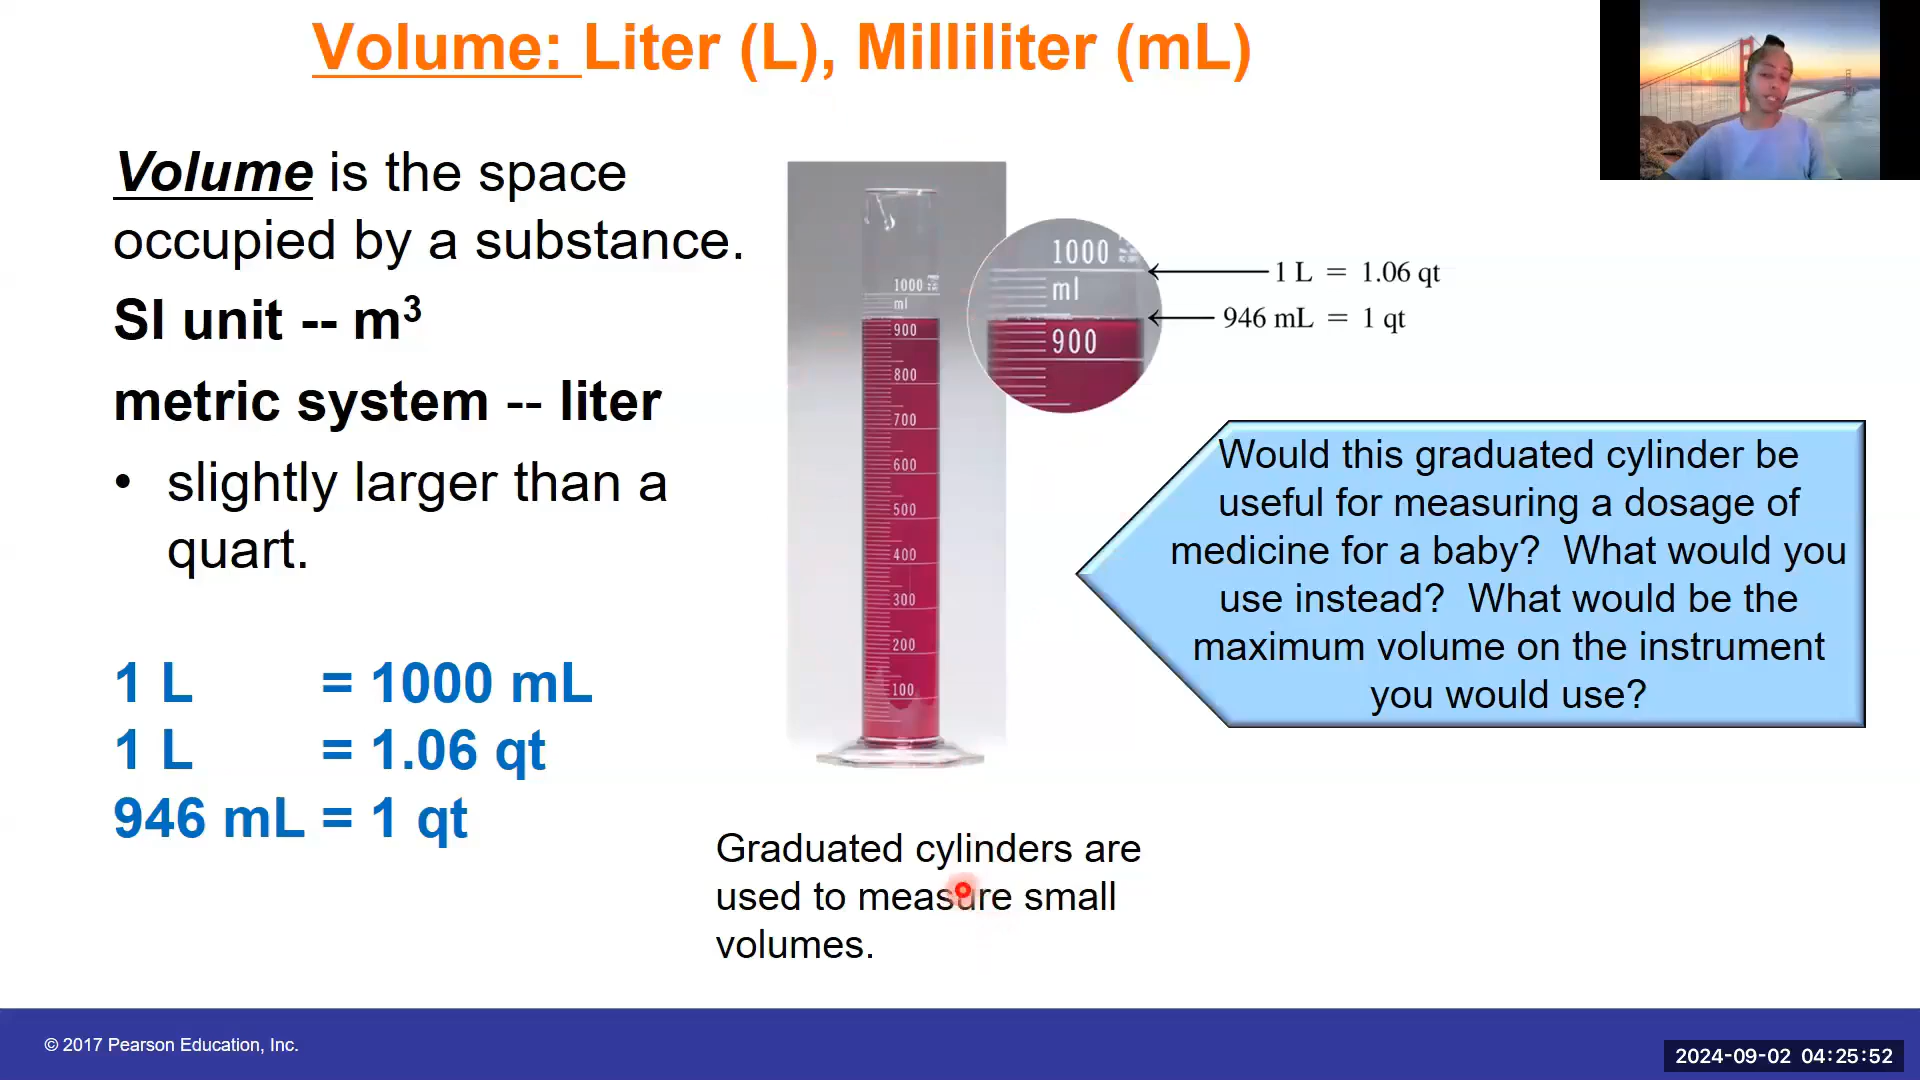 Volume: Liter (L), Milliliter (mL)
Volume is the space
occupied by a substance.
SI unit -- m³
metric system -- liter
• slightly larger than a
quart.
1 L = 1000 mL
1 L = 1.06 qt
946 mL = 1 qt
1000
ml
900
800
700
600
500
400
300
200
100
1000
ml
900
1 L = 1.06 qt
946 mL = 1 qt
Would this graduated cylinder be
useful for measuring a dosage of
medicine for a baby? What would you
use instead? What would be the
maximum volume on the instrument
you would use?
Graduated cylinders are
used to measure small
volumes.
© 2017 Pearson Education, Inc.
2024-09-02 04:25:52